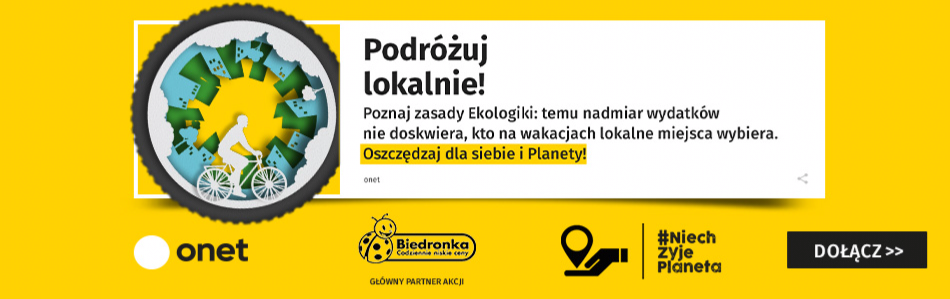 Podróżuj
lokalnie!
Poznaj zasady Ekologiki: temu nadmiar wydatków
nie doskwiera, kto na wakacjach lokalne miejsca wybiera.
Oszczędzaj dla siebie i Planety!
onet
onet
Biedronka
Codziennie niskie ceny
GŁÓWNY PARTNER AKCJI
#Niech
żyje
Planeta
DOŁĄCZ >>